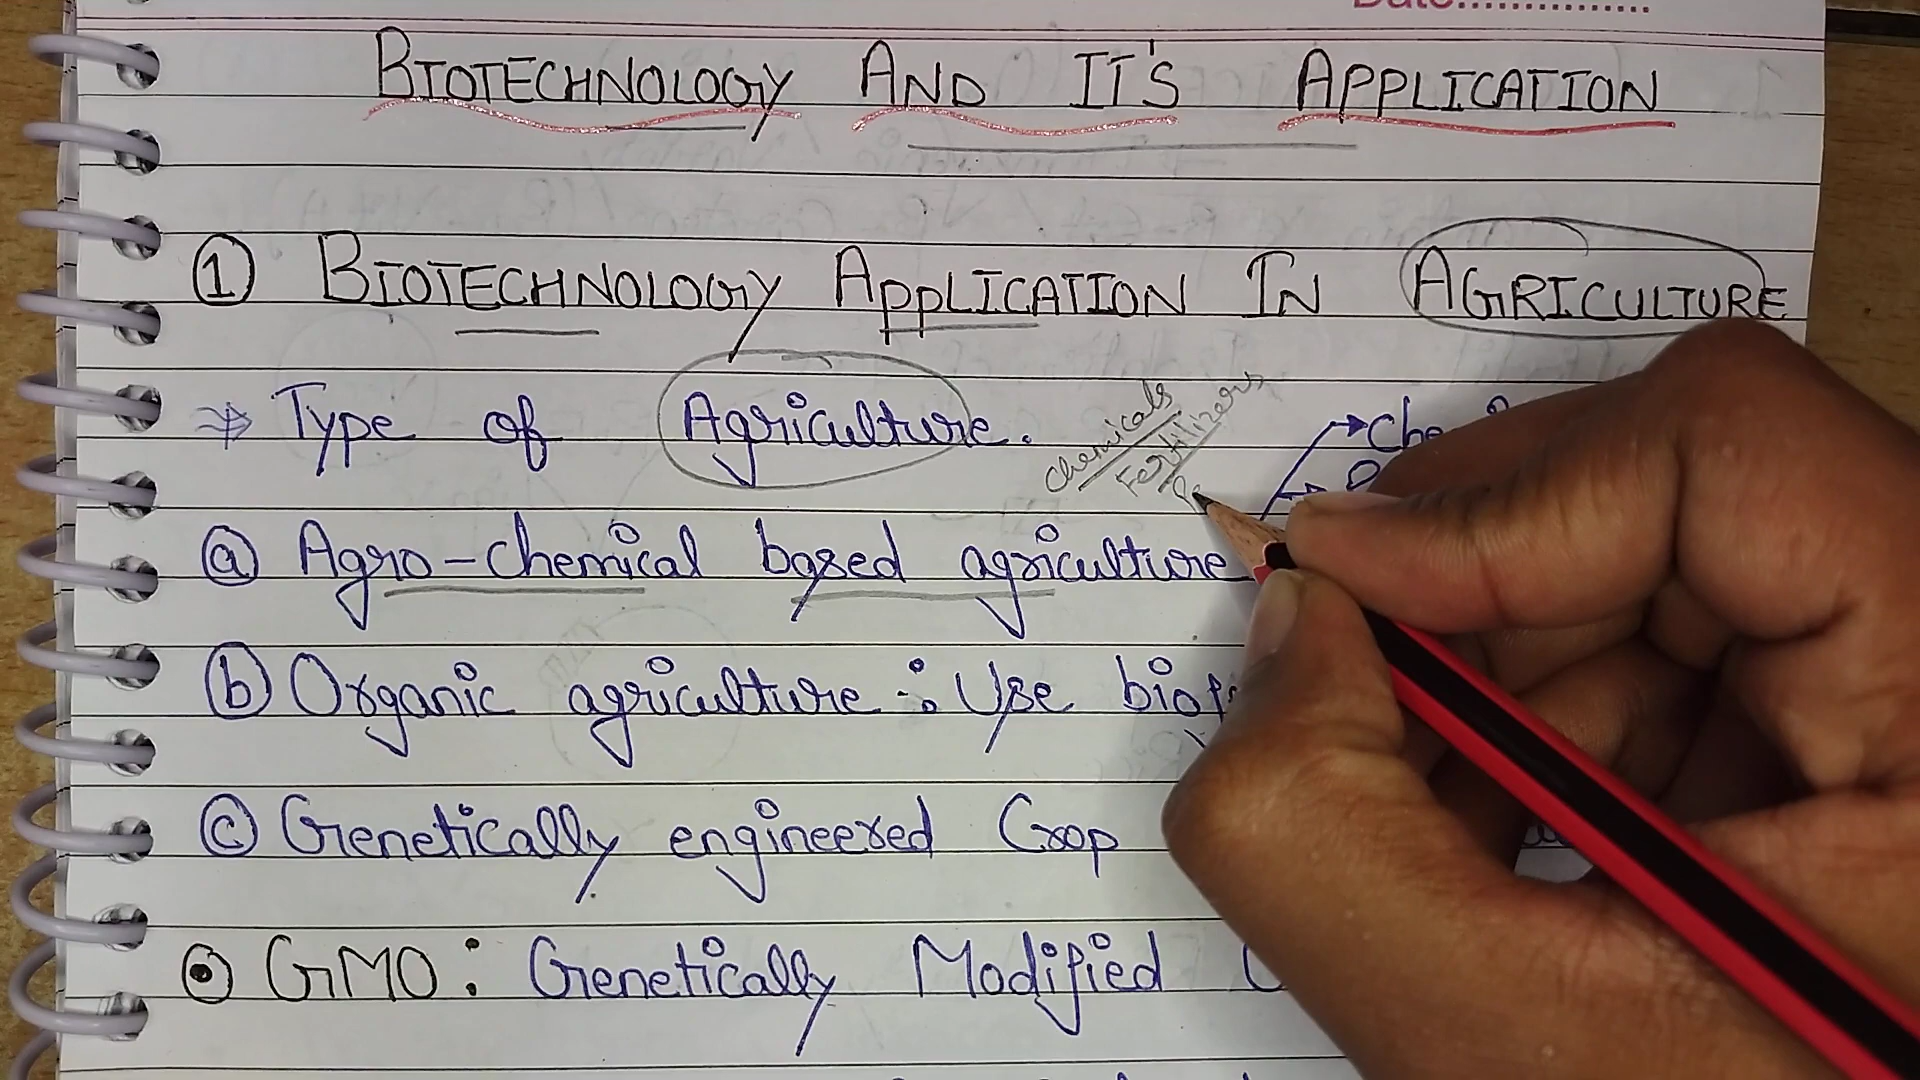 Date...............
BIOTECHNOLOGY AND IT'S APPLICATION
① BIOTECHNOLOGY APPLICATION IN AGRICULTURE
Type of Agriculture.
Chemicals
Fertilizers
ⓐ Agro-chemical based agriculture
ⓑ Organic agriculture : Use
ⓒ Genetically engineered Crop
GMO: Genetically Modified